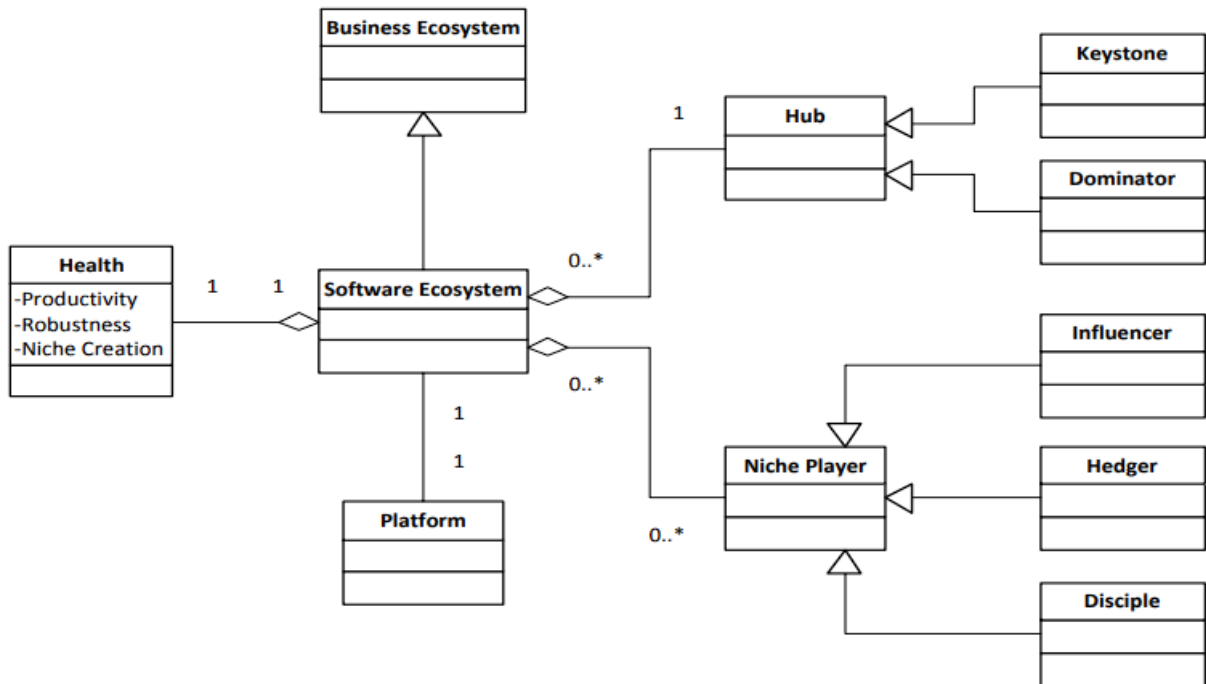 Business Ecosystem
Keystone
1
Hub
Dominator
0..*
Health
-Productivity
-Robustness
-Niche Creation
1
1
Software Ecosystem
0..*
Influencer
1
1
Niche Player
Hedger
Platform
0..*
Disciple